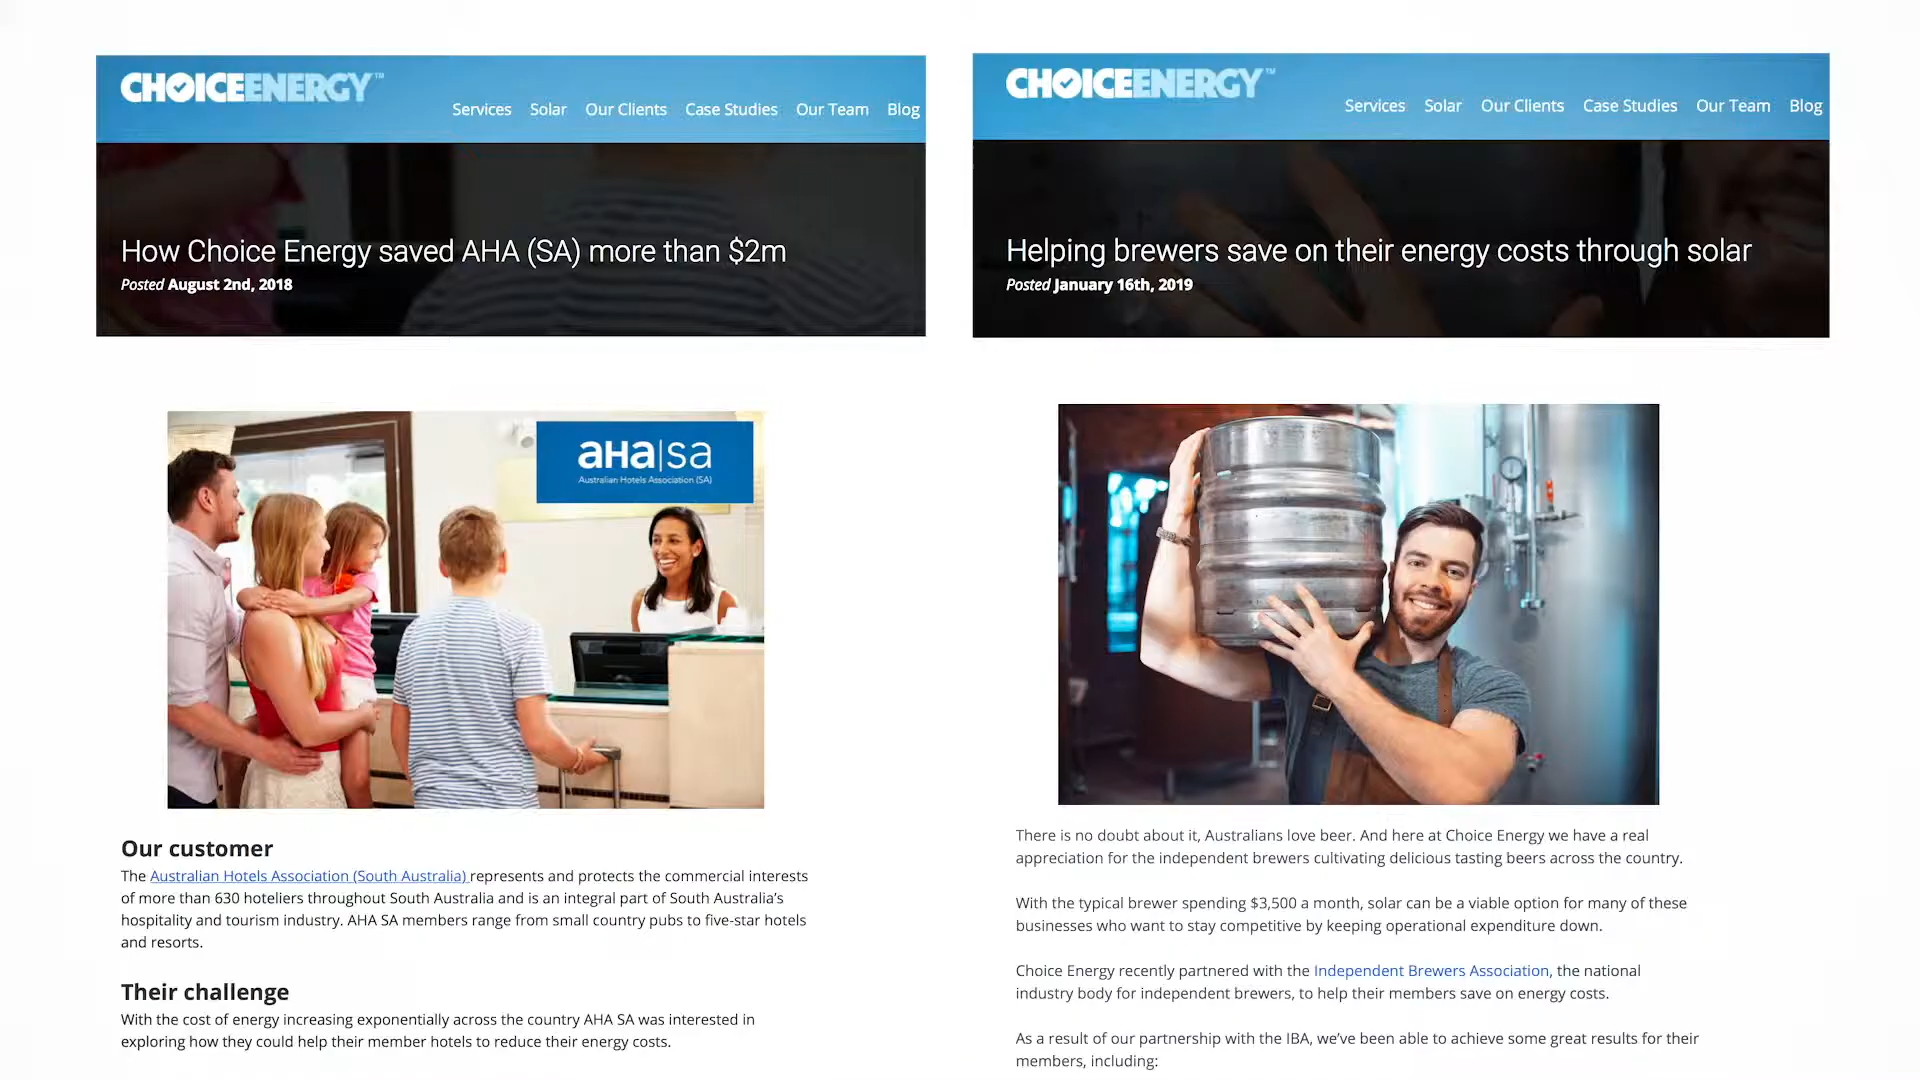 CHOICEENERGY™
Services Solar Our Clients Case Studies Our Team Blog
How Choice Energy saved AHA (SA) more than $2m
Posted August 2nd, 2018
aHa|sa
Australian Hotels Association (SA)
Our customer
The Australian Hotels Association (South Australia) represents and protects the commercial interests
of more than 630 hoteliers throughout South Australia and is an integral part of South Australia’s
hospitality and tourism industry. AHA SA members range from small country pubs to five-star hotels
and resorts.
Their challenge
With the cost of energy increasing exponentially across the country AHA SA was interested in
exploring how they could help their member hotels to reduce their energy costs.
CHOICEENERGY™
Services Solar Our Clients Case Studies Our Team Blog
Helping brewers save on their energy costs through solar
Posted January 16th, 2019
There is no doubt about it, Australians love beer. And here at Choice Energy we have a real
appreciation for the independent brewers cultivating delicious tasting beers across the country.
With the typical brewer spending $3,500 a month, solar can be a viable option for many of these
businesses who want to stay competitive by keeping operational expenditure down.
Choice Energy recently partnered with the Independent Brewers Association, the national
industry body for independent brewers, to help their members save on energy costs.
As a result of our partnership with the IBA, we’ve been able to achieve some great results for their
members, including: